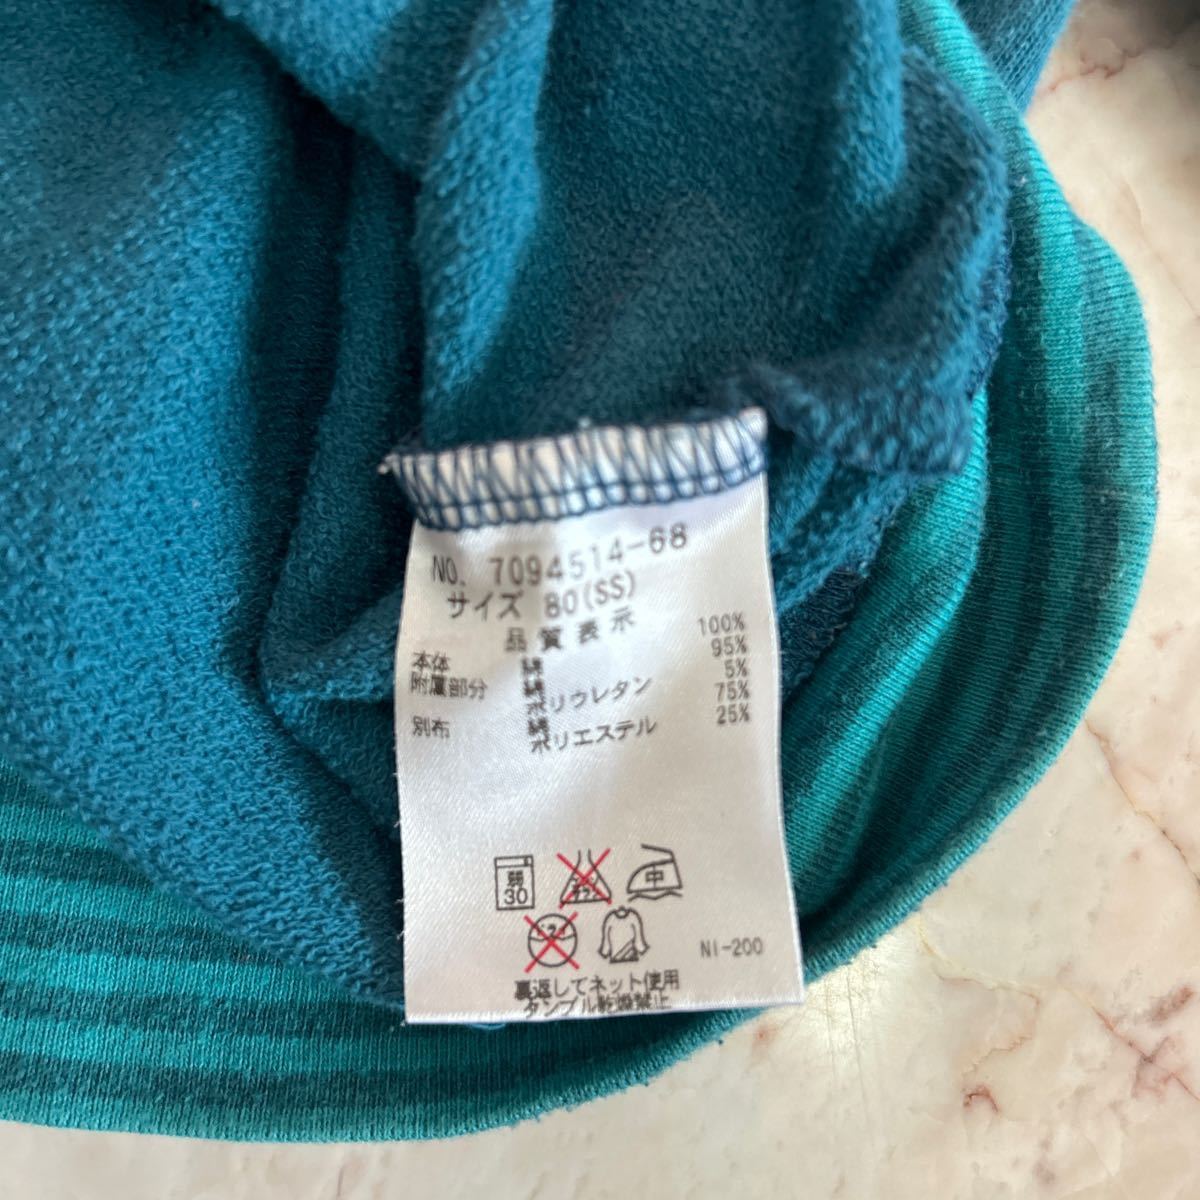 NO. 7094514-68
サイズ 80(SS)
品質表示
本体 綿 100%
附属部分 綿 95%
ポリウレタン 5%
別布 綿 75%
ポリエステル 25%
弱
30
中
NI-200
裏返してネット使用
タンブル乾燥禁止